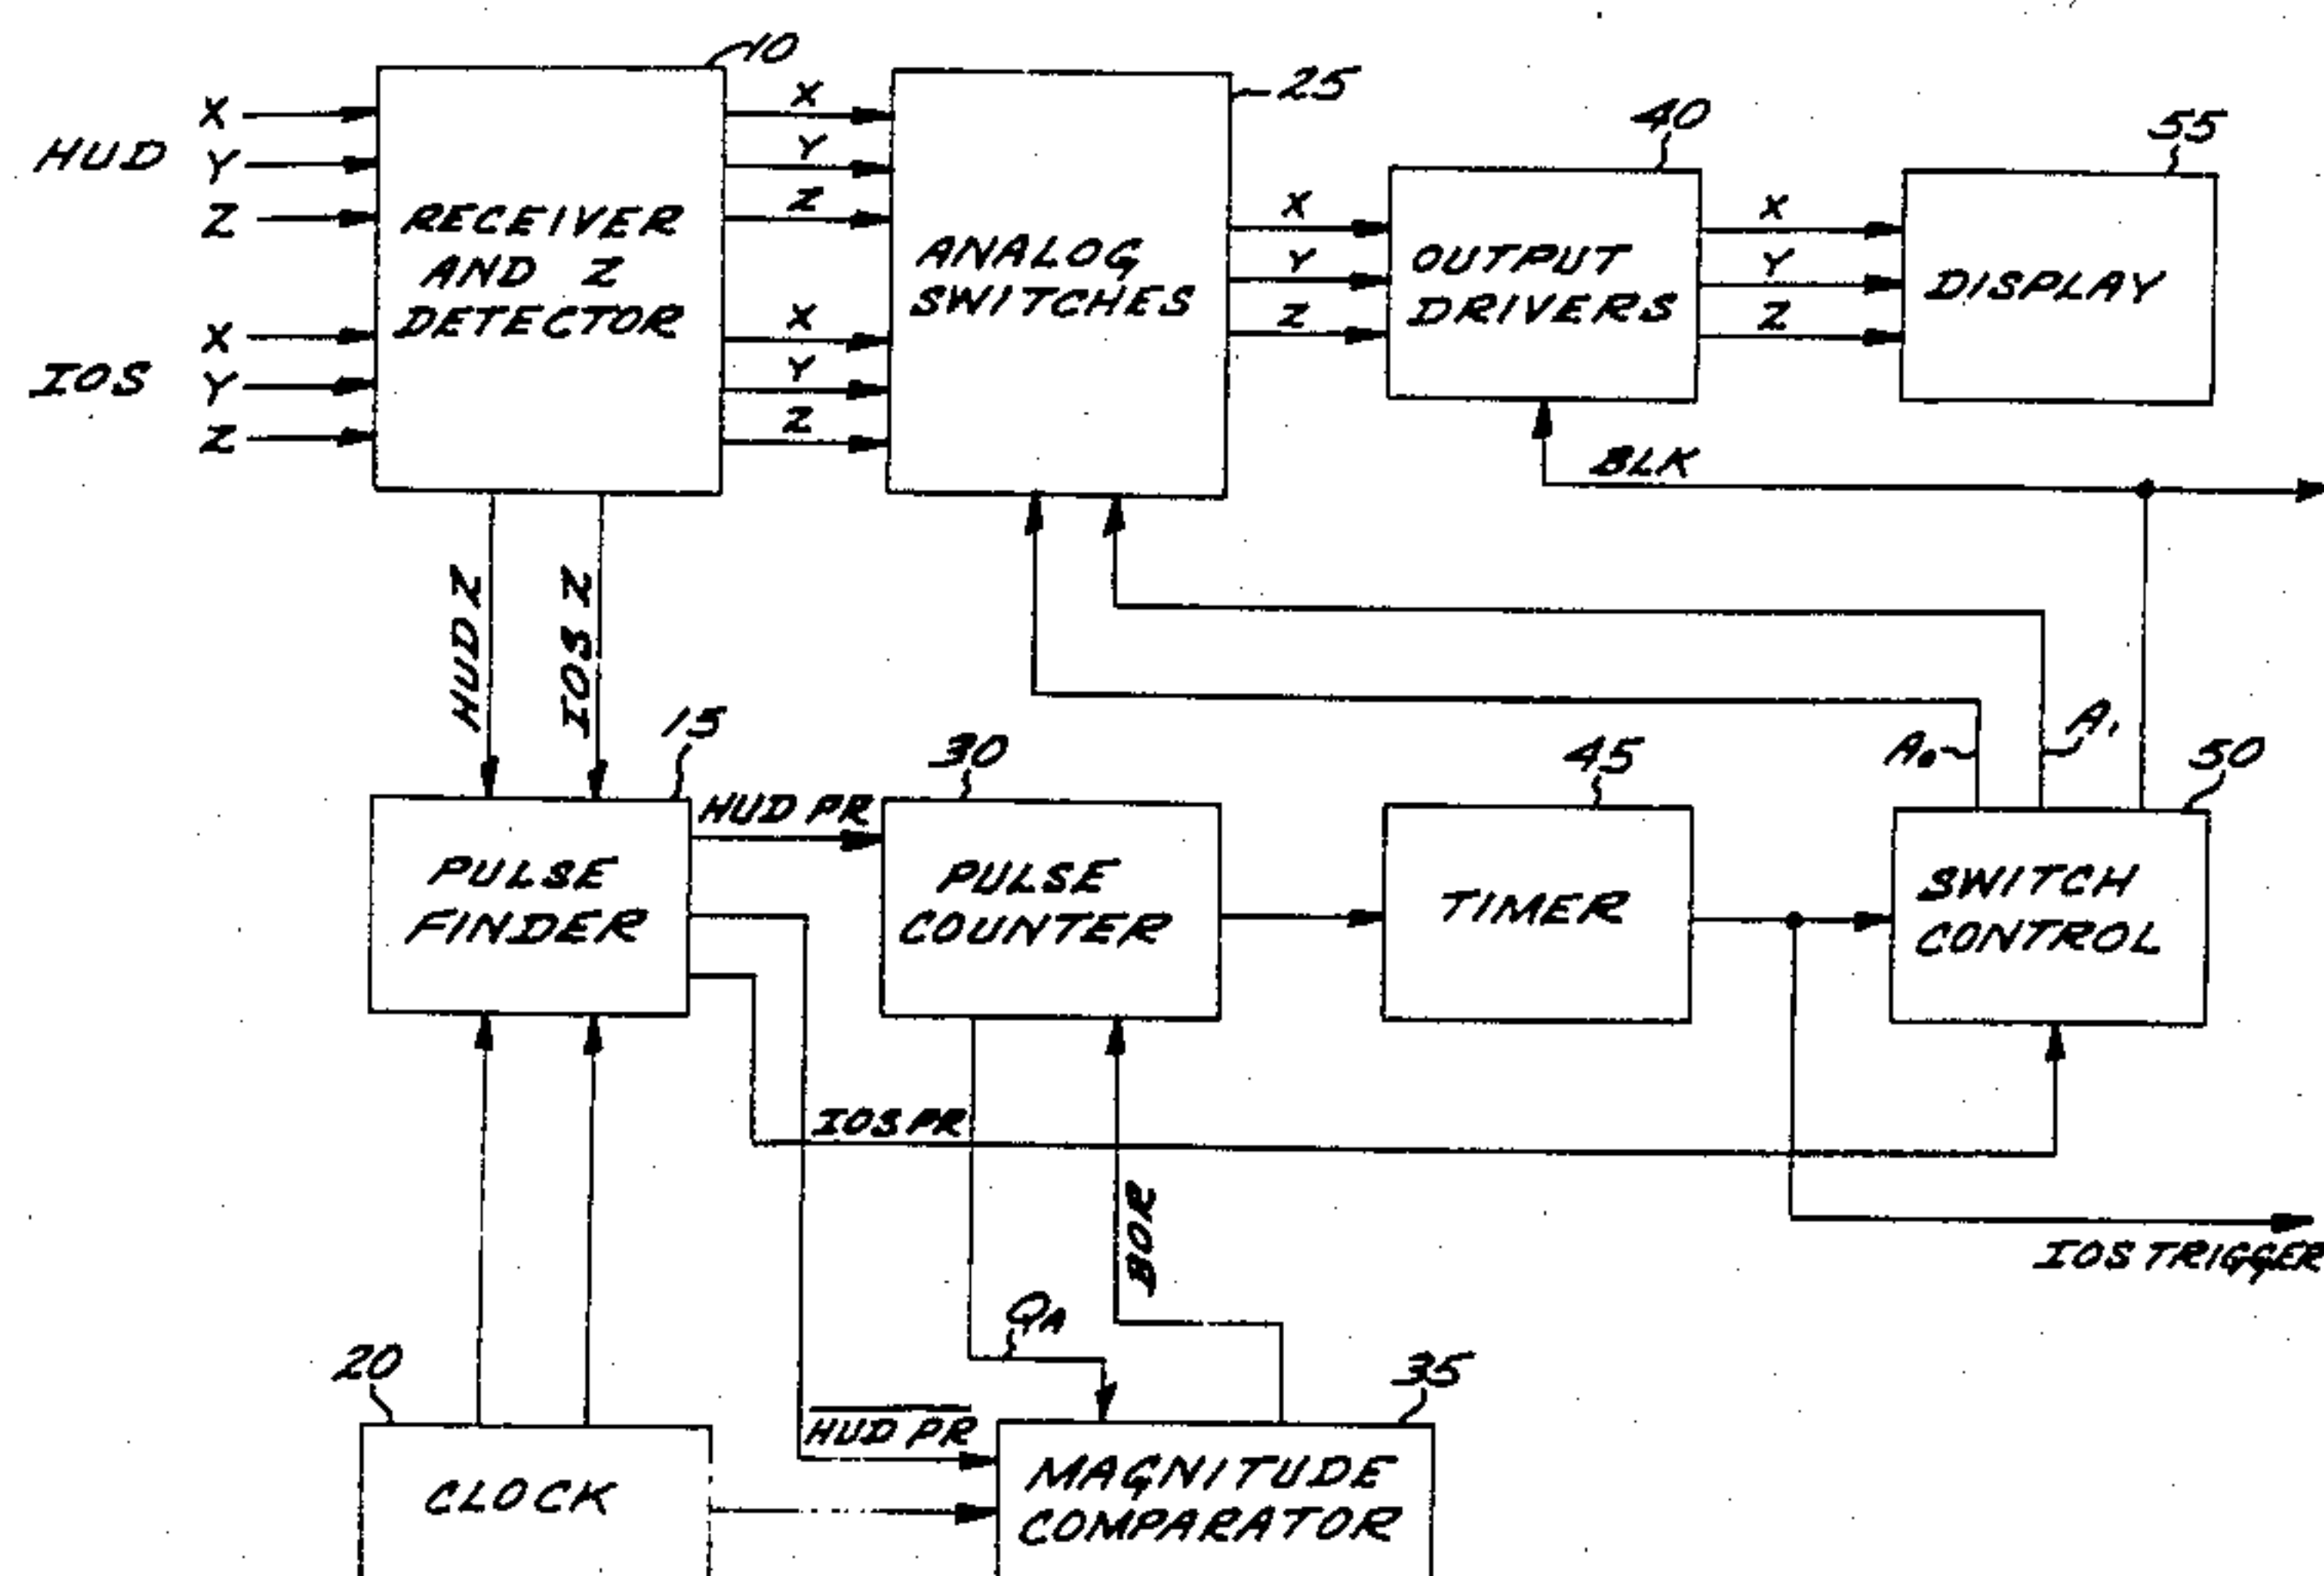 10
25
40
55
HUD X
Y
Z
IOS X
Y
Z
RECEIVER
AND Z
DETECTOR
X
Y
Z
X
Y
Z
ANALOG
SWITCHES
X
Y
Z
OUTPUT
DRIVERS
X
Y
Z
DISPLAY
BLK
HUD Z
IOS Z
15
30
45
A0
A1
50
HUD PR
PULSE
FINDER
PULSE
COUNTER
TIMER
SWITCH
CONTROL
IOS PR
BOR
IOS TRIGGER
QA
20
35
HUD PR
CLOCK
MAGNITUDE
COMPARATOR